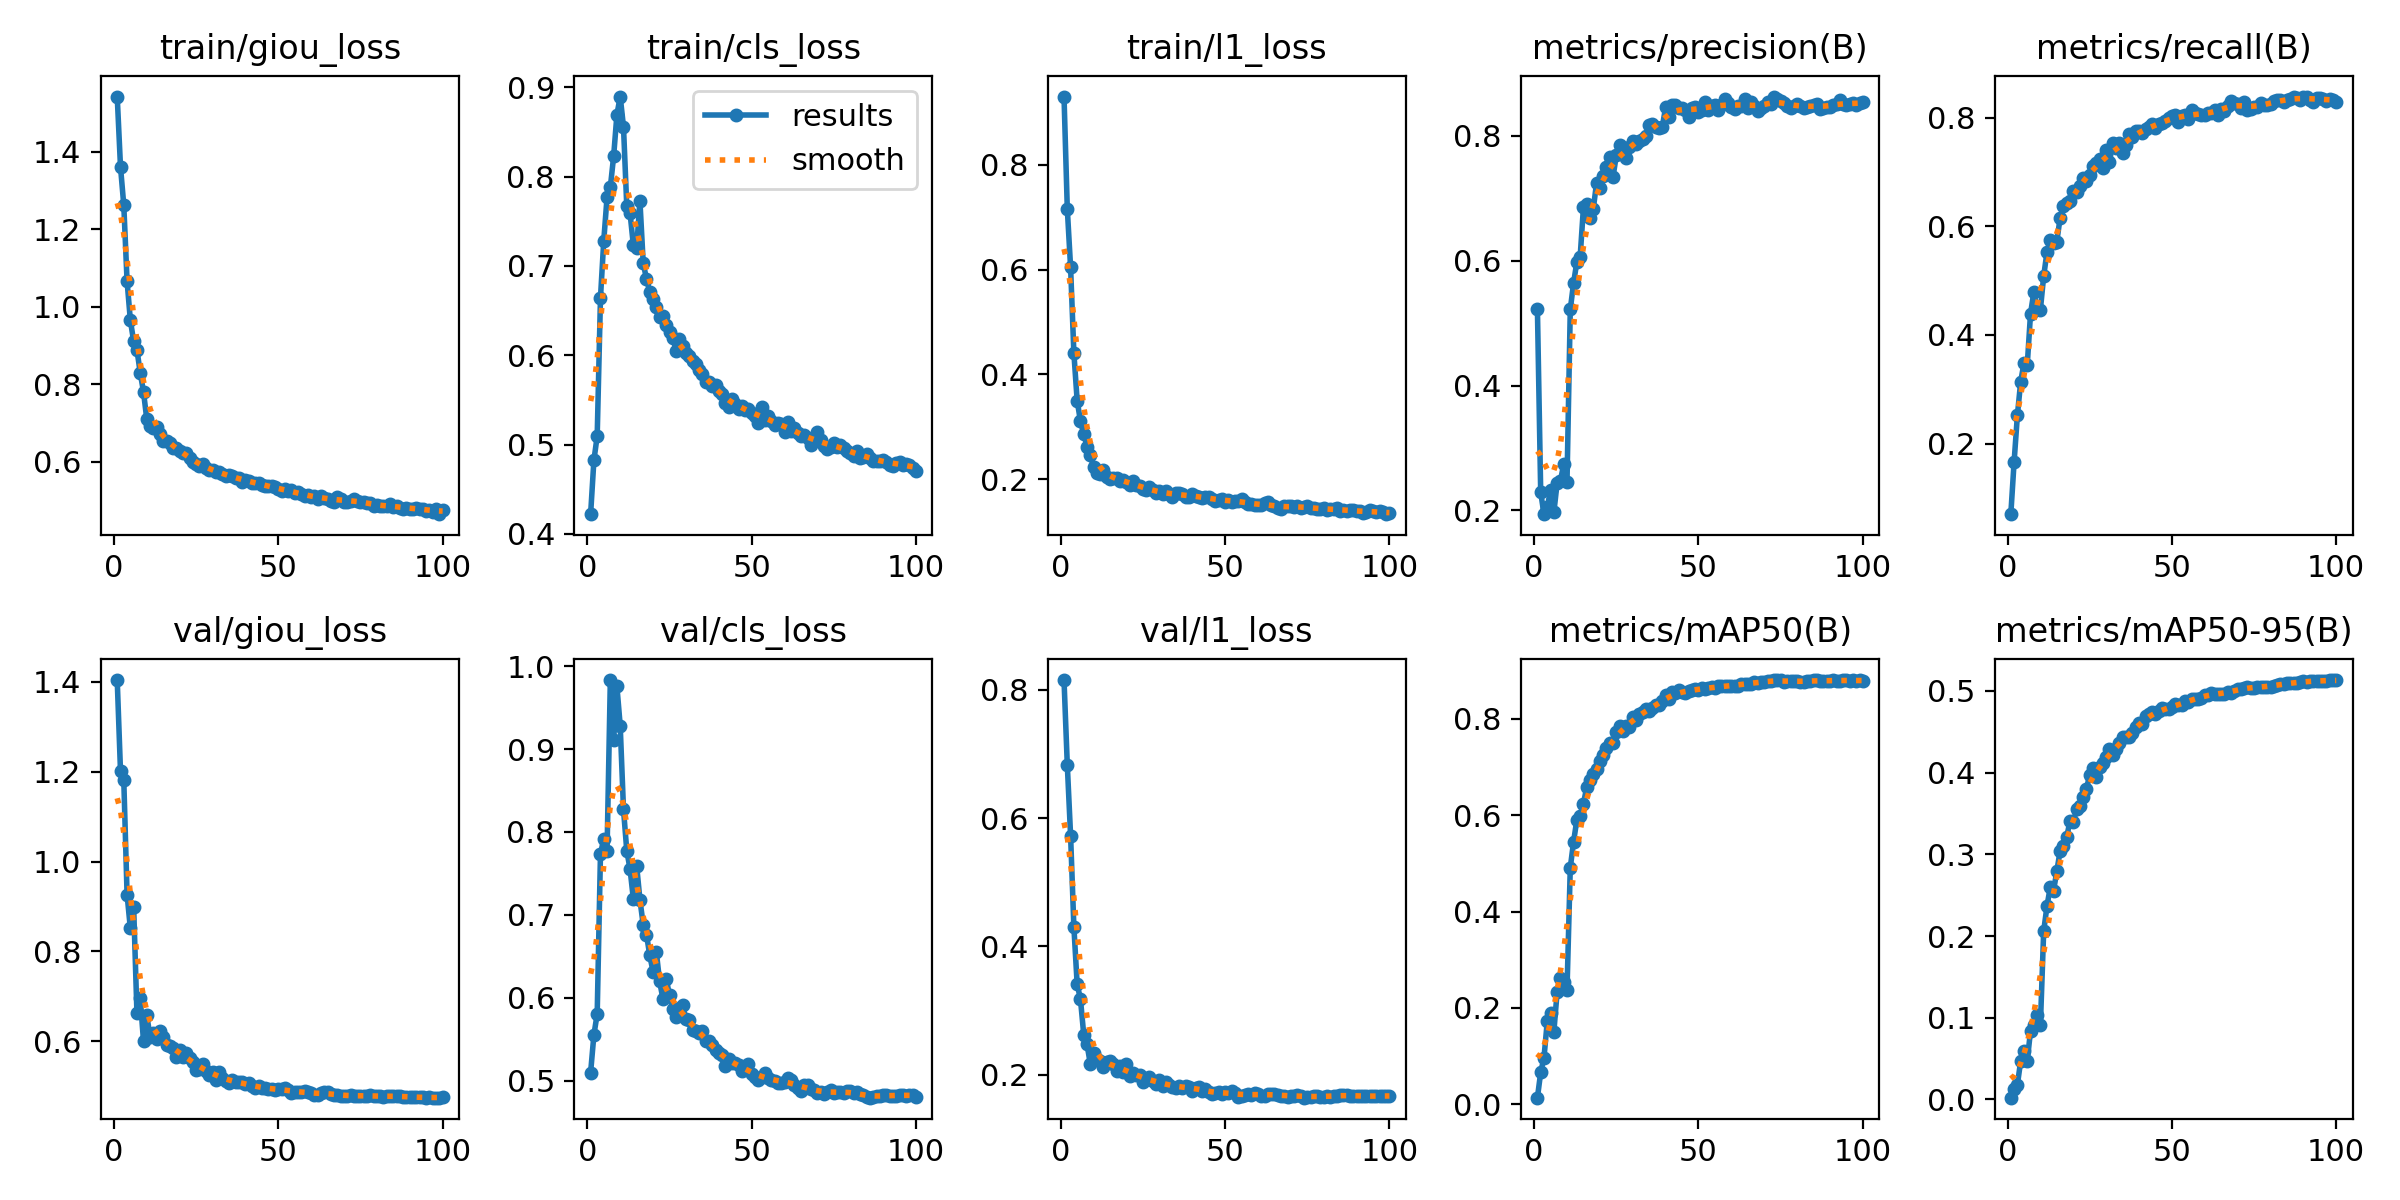 train/giou_loss
1.4
1.2
1.0
0.8
0.6
0 50 100
train/cls_loss
results
smooth
0.9
0.8
0.7
0.6
0.5
0.4
0 50 100
train/l1_loss
0.8
0.6
0.4
0.2
0 50 100
metrics/precision(B)
0.8
0.6
0.4
0.2
0 50 100
metrics/recall(B)
0.8
0.6
0.4
0.2
0 50 100
val/giou_loss
1.4
1.2
1.0
0.8
0.6
0 50 100
val/cls_loss
1.0
0.9
0.8
0.7
0.6
0.5
0 50 100
val/l1_loss
0.8
0.6
0.4
0.2
0 50 100
metrics/mAP50(B)
0.8
0.6
0.4
0.2
0.0
0 50 100
metrics/mAP50-95(B)
0.5
0.4
0.3
0.2
0.1
0.0
0 50 100